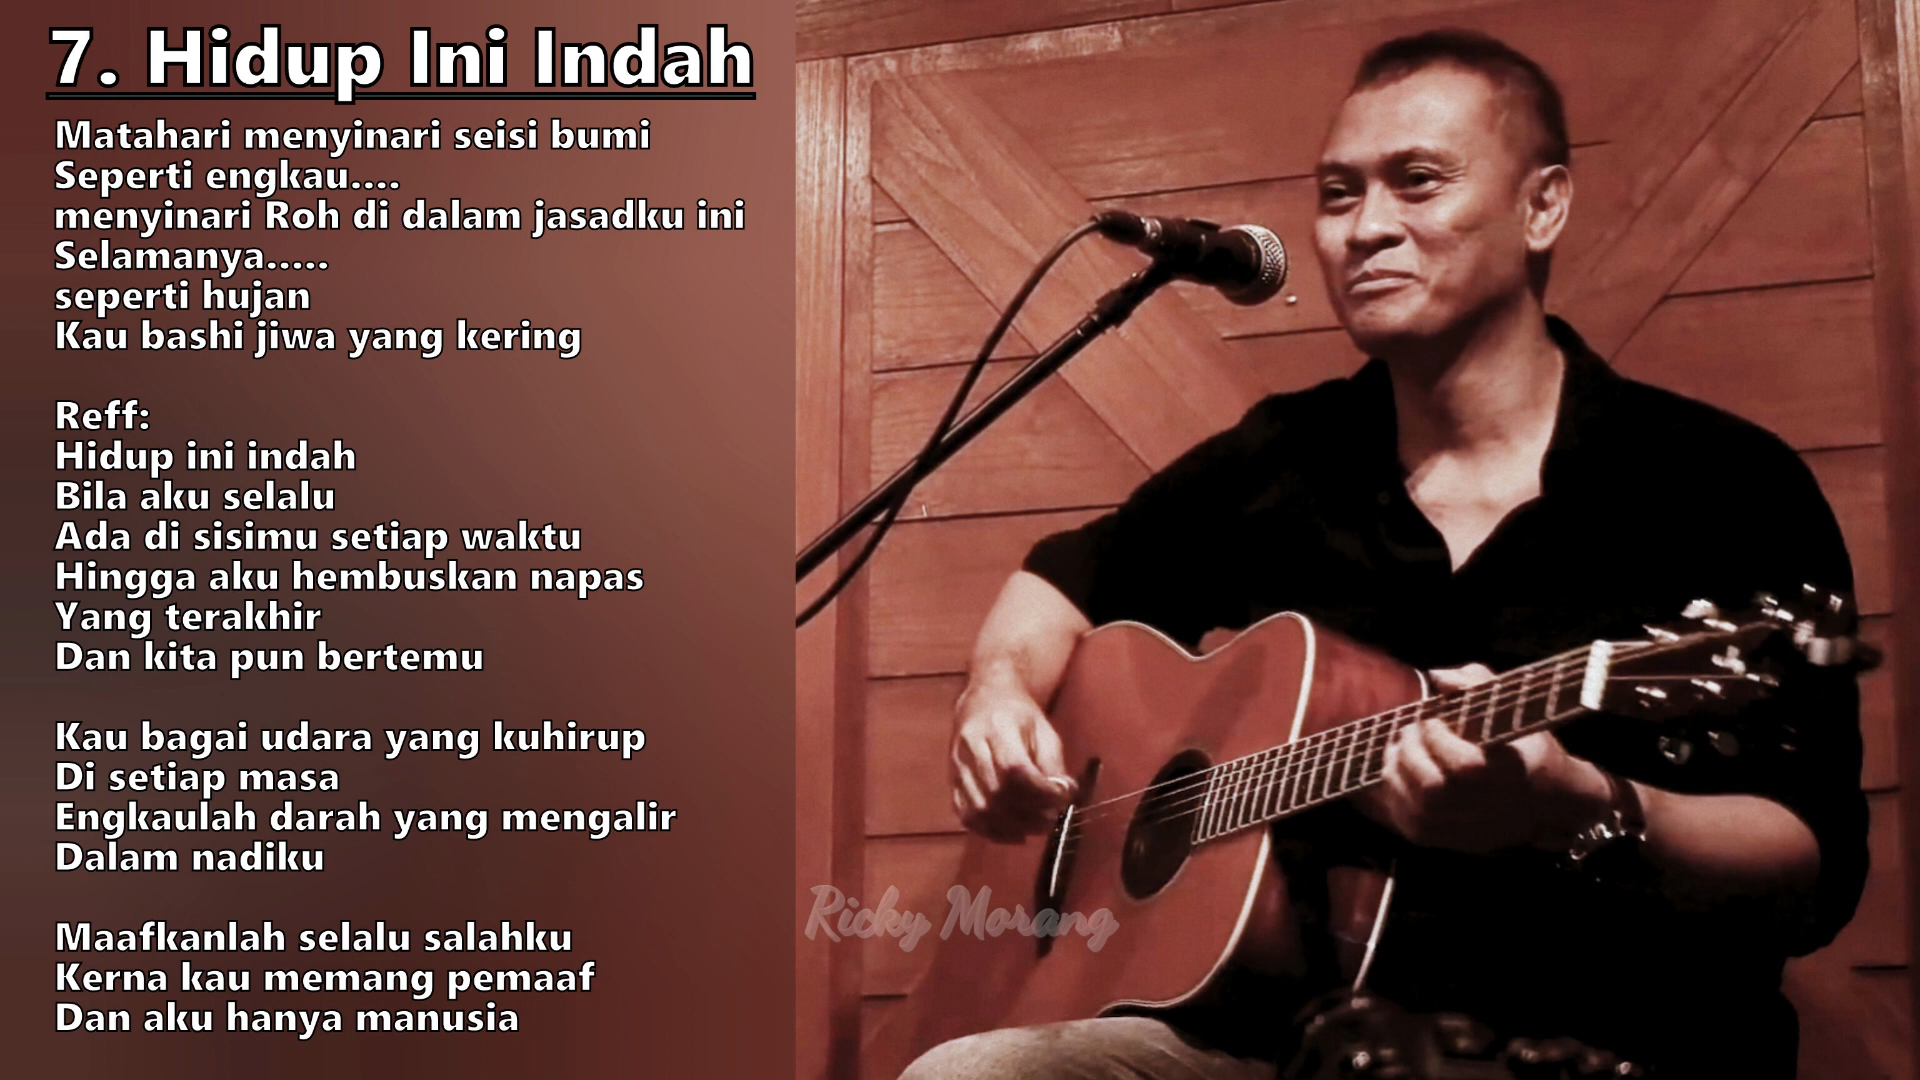 7. Hidup Ini Indah
Matahari menyinari seisi bumi
Seperti engkau....
menyinari Roh di dalam jasadku ini
Selamanya.....
seperti hujan
Kau bashi jiwa yang kering
Reff:
Hidup ini indah
Bila aku selalu
Ada di sisimu setiap waktu
Hingga aku hembuskan napas
Yang terakhir
Dan kita pun bertemu
Kau bagai udara yang kuhirup
Di setiap masa
Engkaulah darah yang mengalir
Dalam nadiku
Maafkanlah selalu salahku
Kerna kau memang pemaaf
Dan aku hanya manusia
Ricky Morang